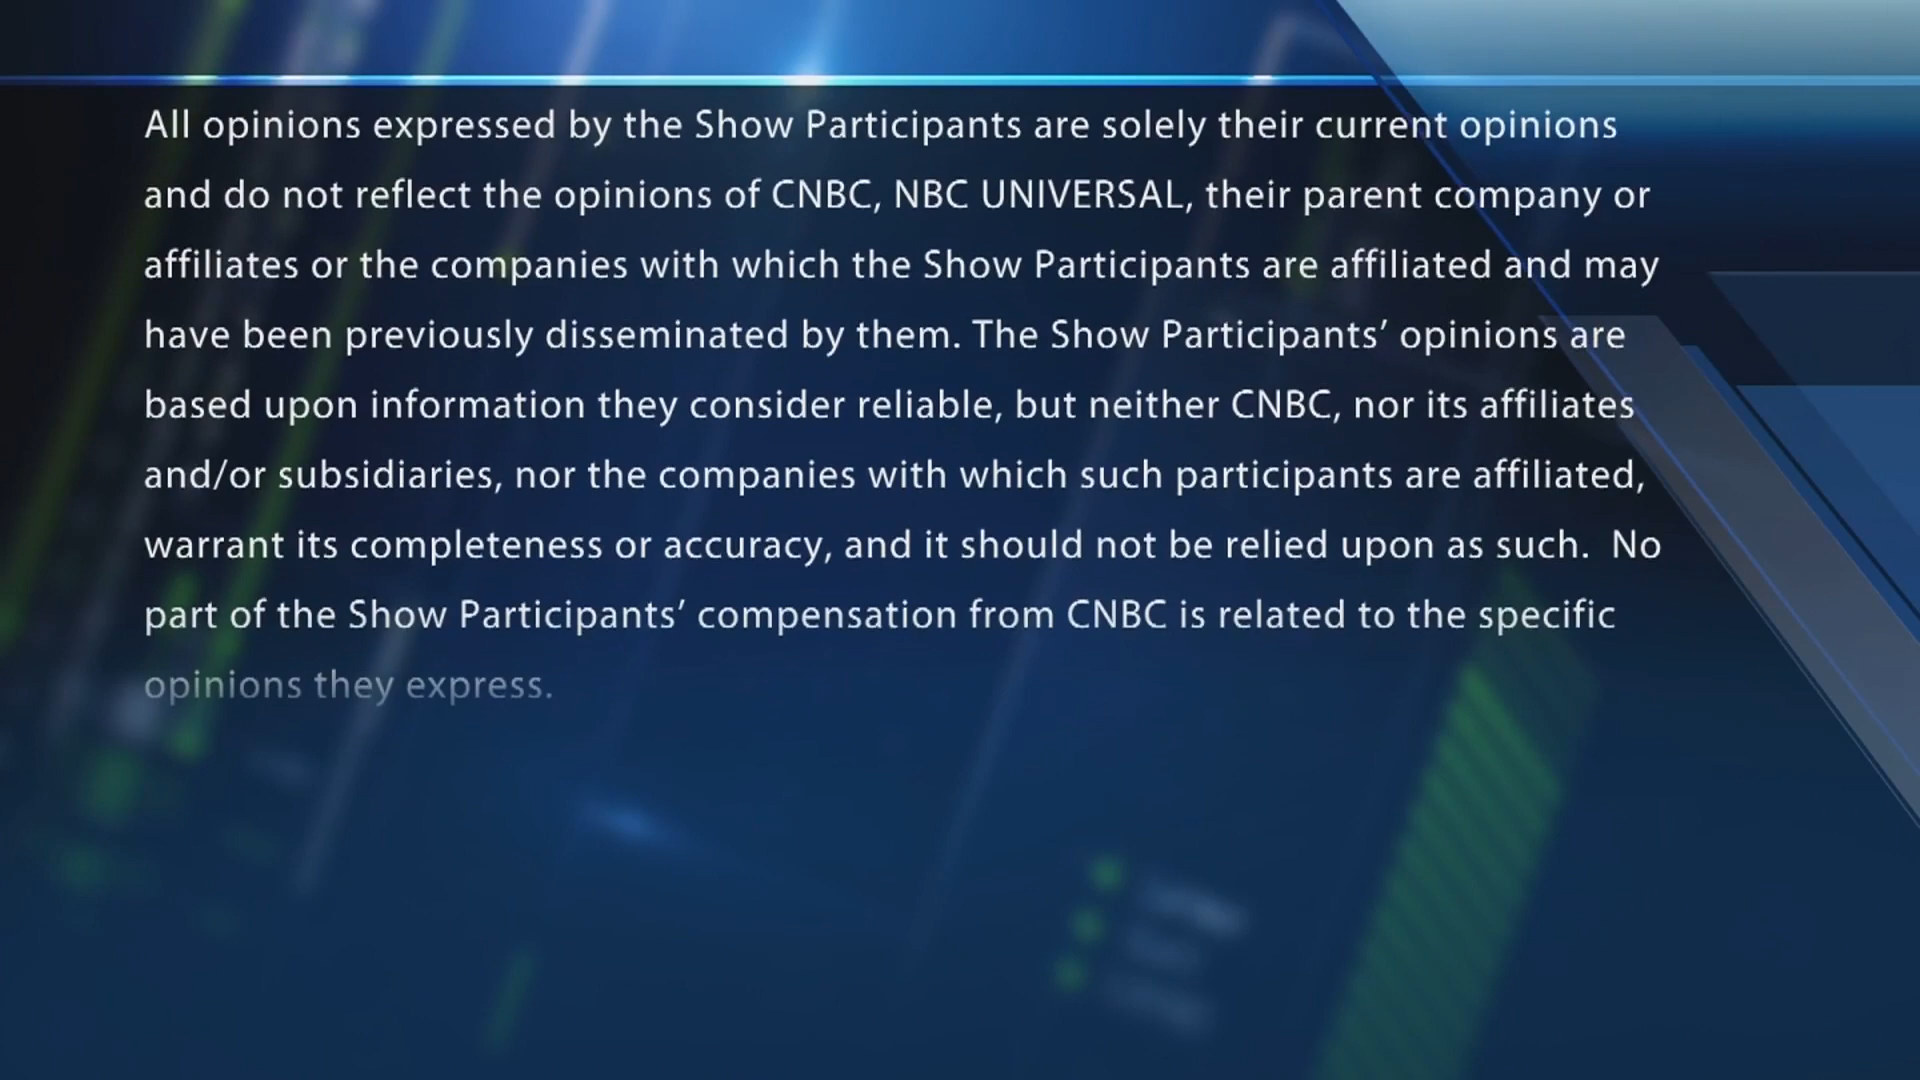 All opinions expressed by the Show Participants are solely their current opinions
and do not reflect the opinions of CNBC, NBC UNIVERSAL, their parent company or
affiliates or the companies with which the Show Participants are affiliated and may
have been previously disseminated by them. The Show Participants’ opinions are
based upon information they consider reliable, but neither CNBC, nor its affiliates
and/or subsidiaries, nor the companies with which such participants are affiliated,
warrant its completeness or accuracy, and it should not be relied upon as such.  No
part of the Show Participants’ compensation from CNBC is related to the specific
opinions they express.